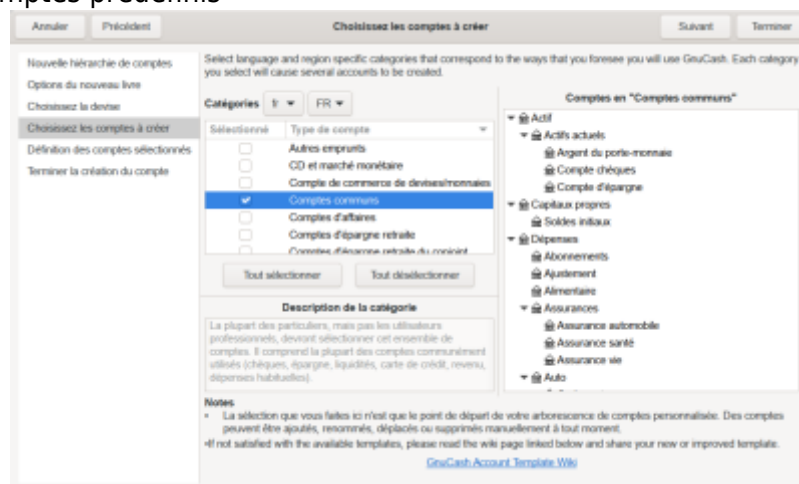 Annuler Précédent Choisissez les comptes à créer Suivant Terminer
Nouvelle hiérarchie de comptes
Options du nouveau livre
Choisissez la devise
Choisissez les comptes à créer
Définition des comptes sélectionnés
Terminer la création du compte
Select language and region specific categories that correspond to the ways that you foresee you will use GnuCash. Each category
you select will cause several accounts to be created.
Catégories fr FR
Sélectionné Type de compte
Autres emprunts
CD et marché monétaire
Compte de commerce de devises/monnaies
Comptes communs
Comptes d'affaires
Comptes d'épargne retraite
Comptes d'épargne retraite du conjoint
Tout sélectionner Tout désélectionner
Description de la catégorie
La plupart des particuliers, mais pas les utilisateurs
professionnels, devront sélectionner cet ensemble de
comptes. Il comprend la plupart des comptes communément
utilisés (chèques, épargne, liquidités, carte de crédit, revenu,
dépenses habituelles).
Comptes en "Comptes communs"
Actif
Actifs actuels
Argent du porte-monnaie
Compte chèques
Compte d'épargne
Capitaux propres
Soldes initiaux
Dépenses
Abonnements
Ajustement
Alimentaire
Assurances
Assurance automobile
Assurance santé
Assurance vie
Auto
Notes
• La sélection que vous faites ici n'est que le point de départ de votre arborescence de comptes personnalisée. Des comptes
peuvent être ajoutés, renommés, déplacés ou supprimés manuellement à tout moment.
•If not satisfied with the available templates, please read the wiki page linked below and share your new or improved template.
GnuCash Account Template Wiki